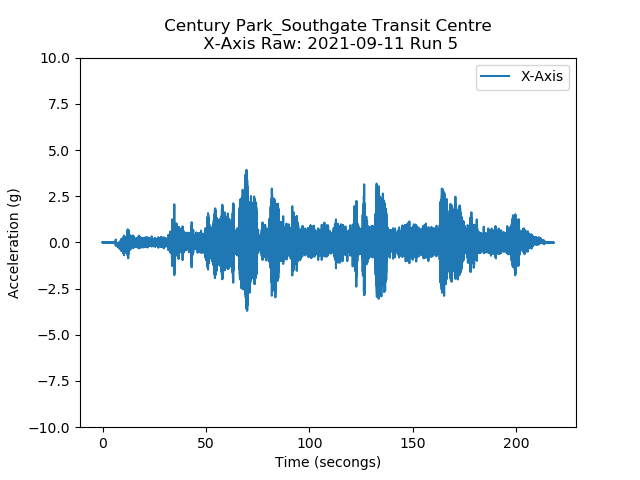 Century Park_Southgate Transit Centre
X-Axis Raw: 2021-09-11 Run 5
X-Axis
10.0
7.5
5.0
2.5
0.0
−2.5
−5.0
−7.5
−10.0
Acceleration (g)
0 50 100 150 200
Time (secongs)